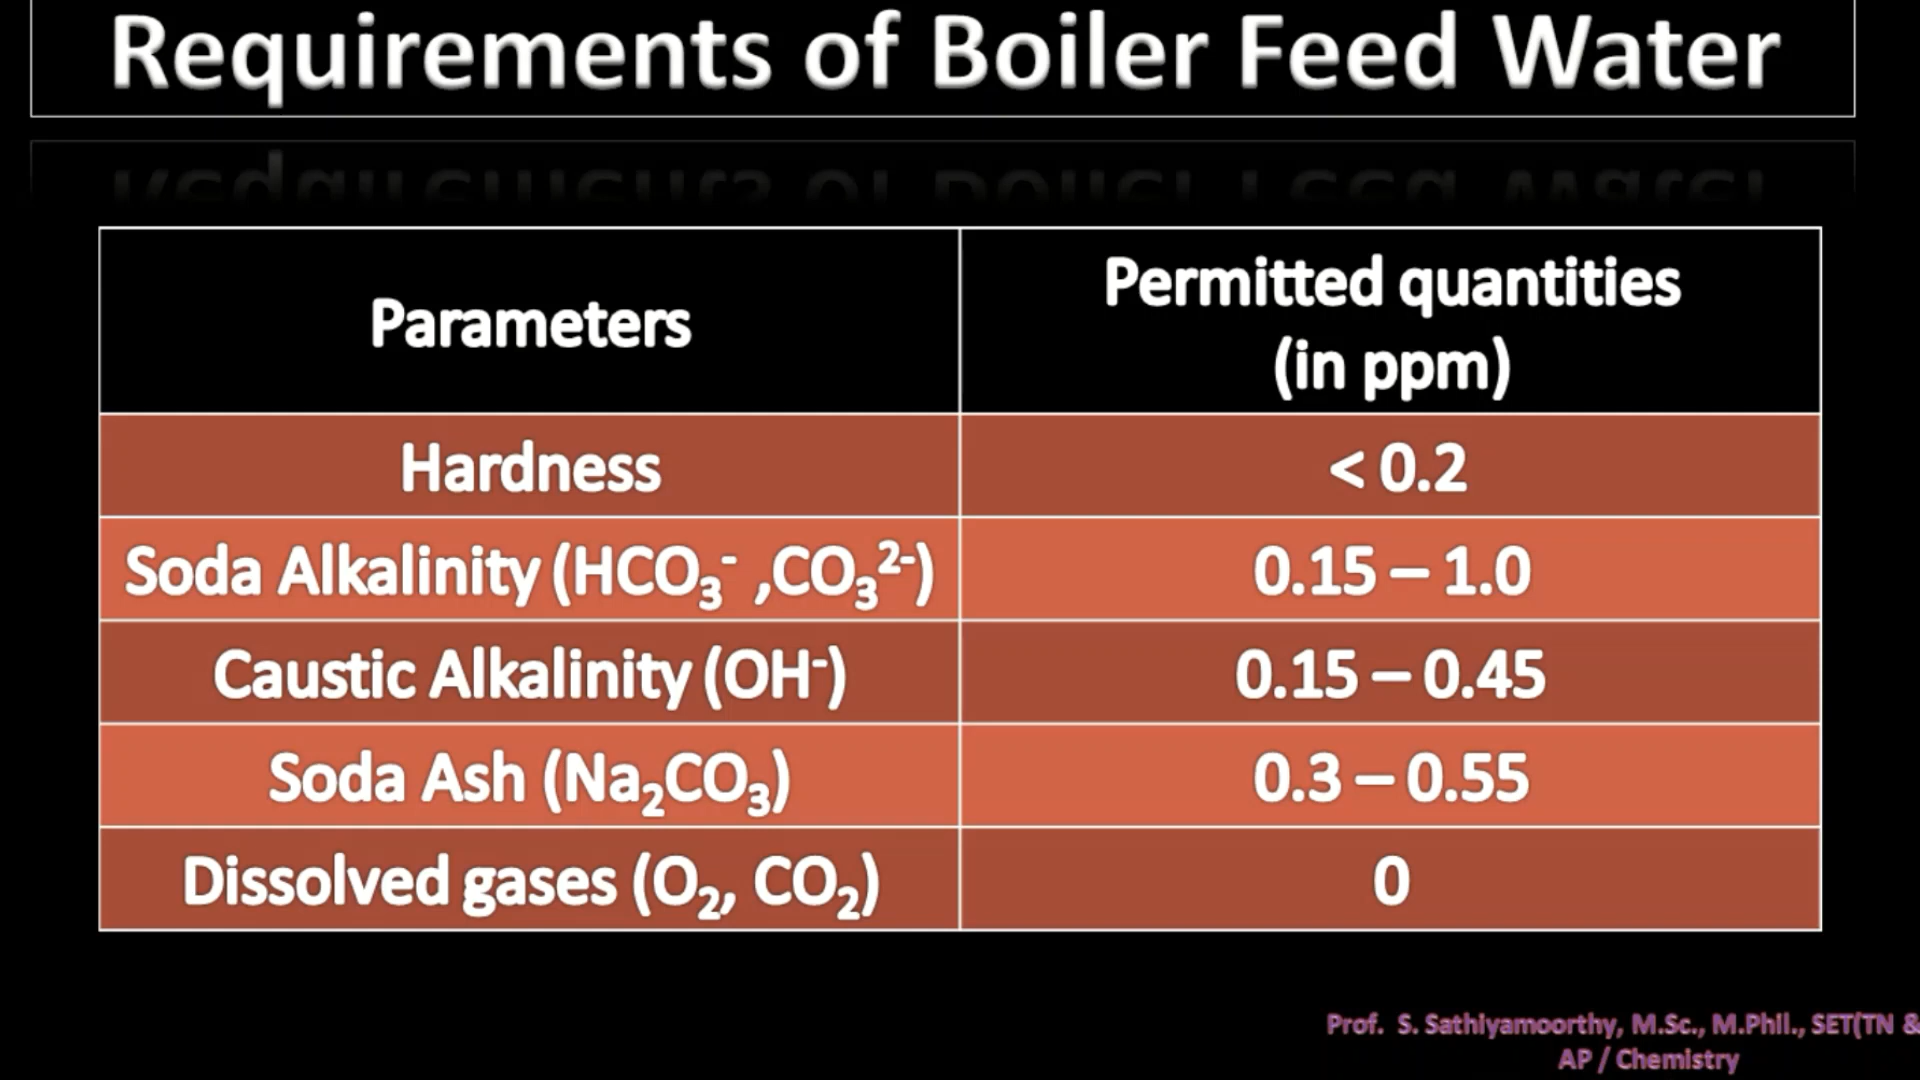 Requirements of Boiler Feed Water
Parameters
Permitted quantities
(in ppm)
Hardness
< 0.2
Soda Alkalinity (HCO₃⁻ ,CO₃²⁻)
0.15 – 1.0
Caustic Alkalinity (OH⁻)
0.15 – 0.45
Soda Ash (Na₂CO₃)
0.3 – 0.55
Dissolved gases (O₂, CO₂)
0
Prof. S. Sathiyamoorthy, M.Sc., M.Phil., SET(TN &
AP / Chemistry